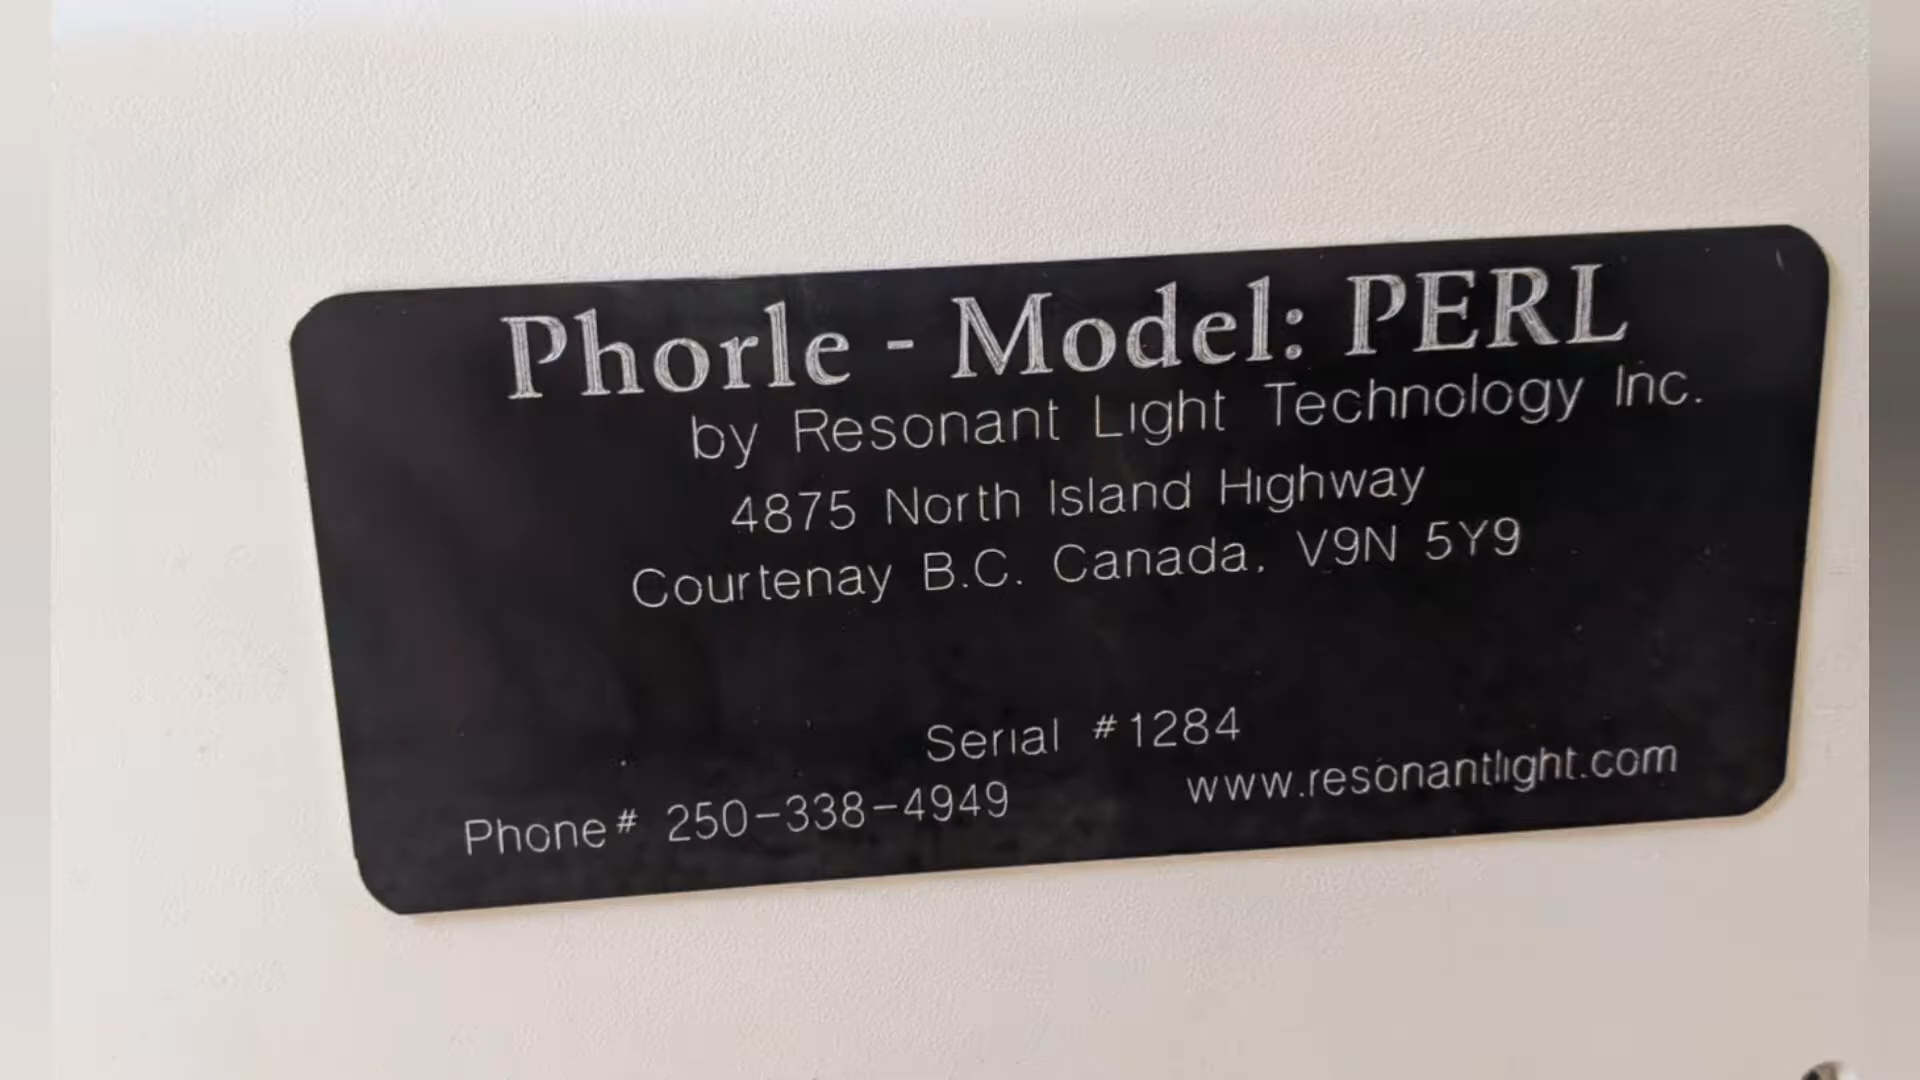 Phorle - Model: PERL
by Resonant Light Technology Inc.
4875 North Island Highway
Courtenay B.C. Canada, V9N 5Y9
Serial #1284
Phone# 250-338-4949 www.resonantlight.com